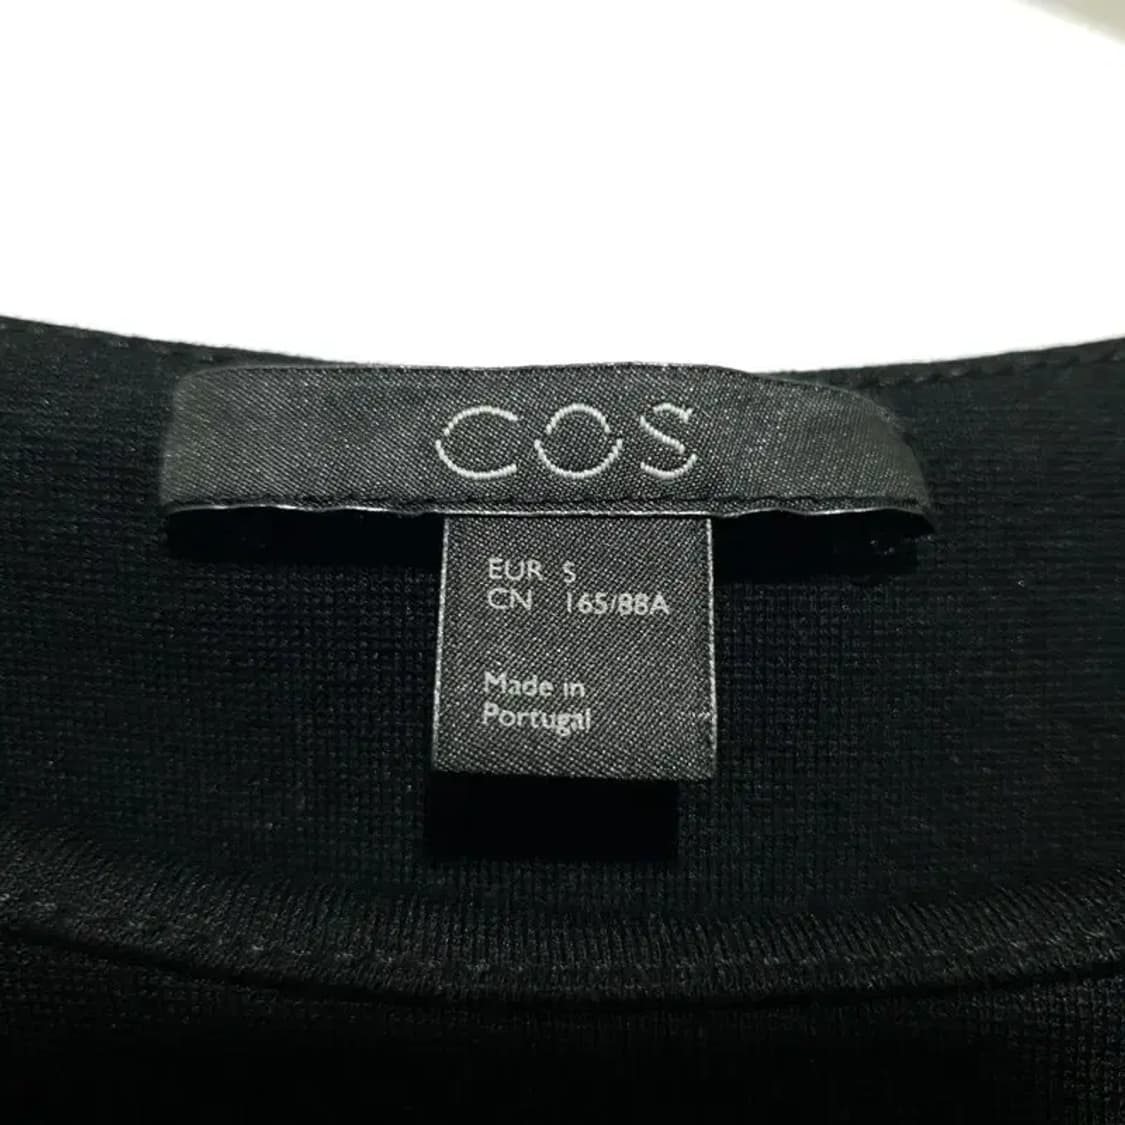 COS
EUR S
CN 165/88A
Made in
Portugal